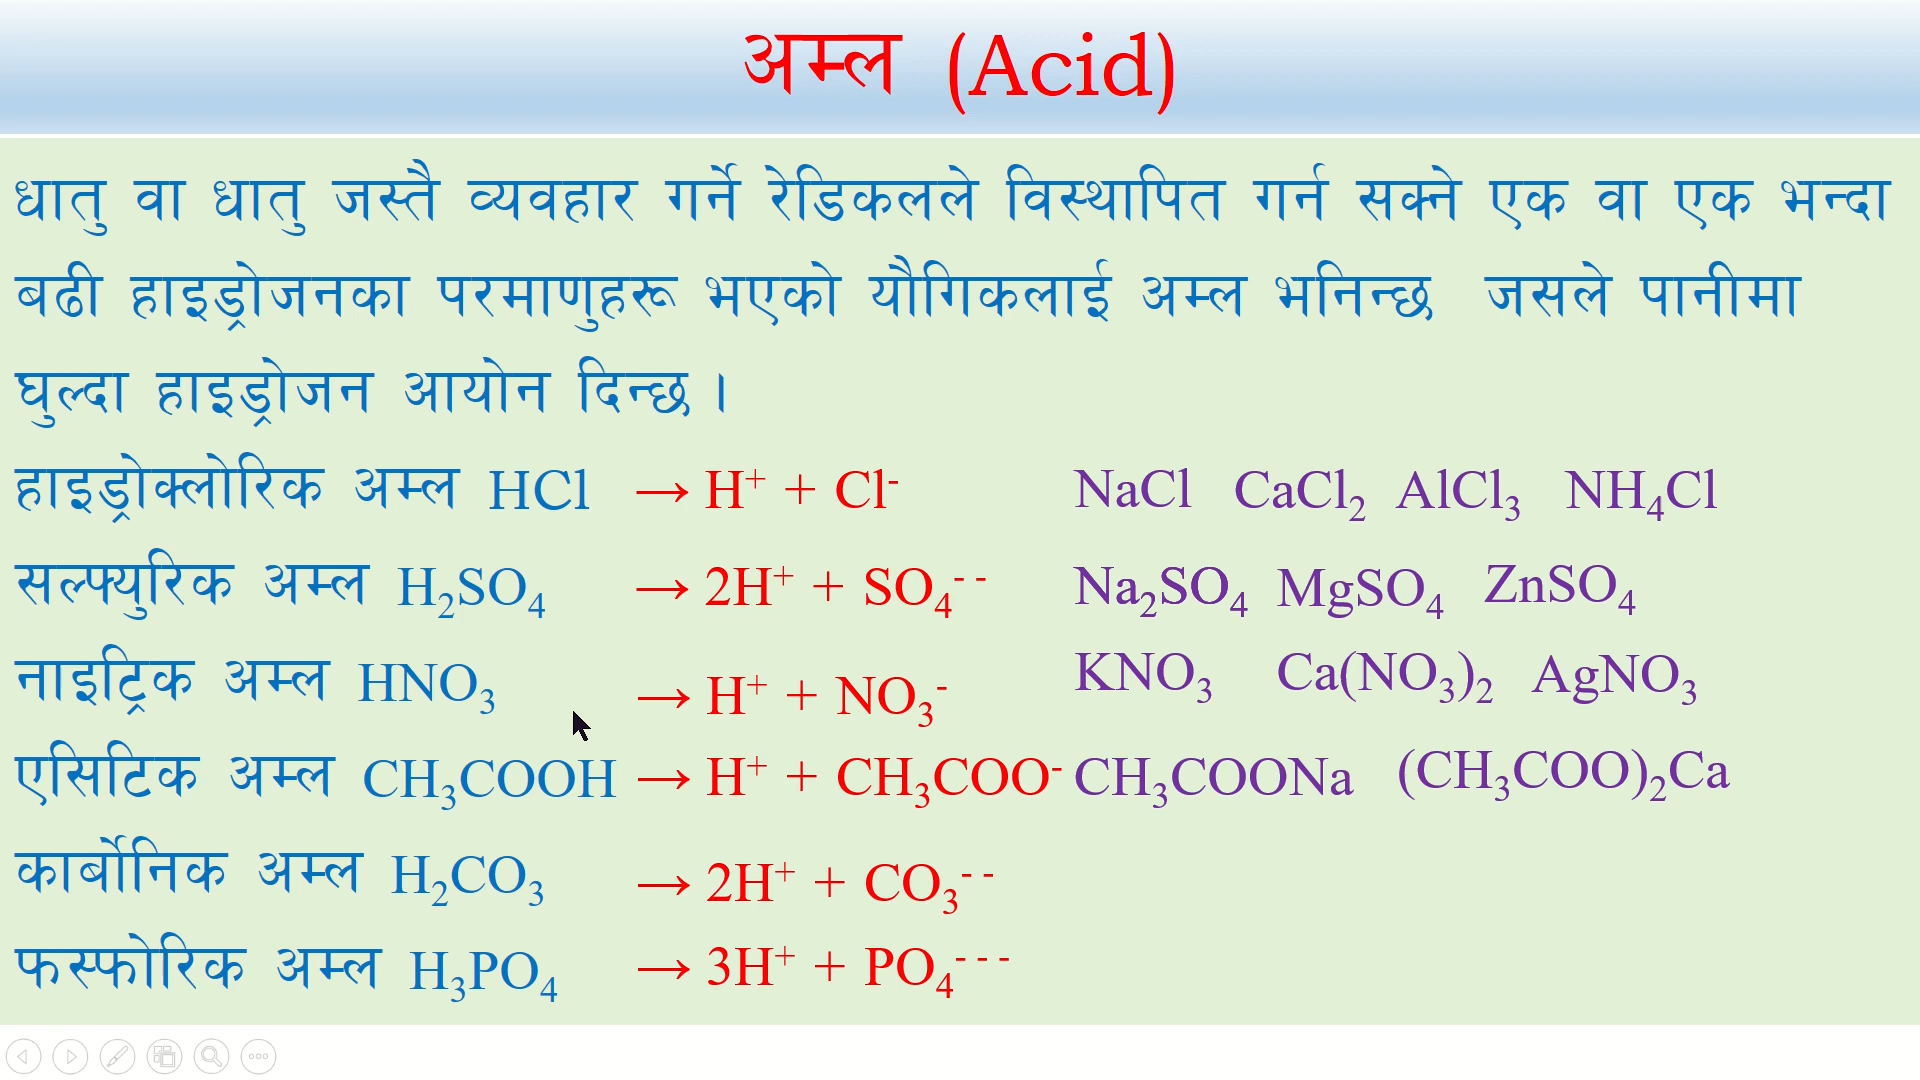 अम्ल (Acid)
धातु वा धातु जस्तै व्यवहार गर्ने रेडिकलले विस्थापित गर्न सक्ने एक वा एक भन्दा
बढी हाइड्रोजनका परमाणुहरू भएको यौगिकलाई अम्ल भनिन्छ जसले पानीमा
घुल्दा हाइड्रोजन आयोन दिन्छ ।
हाइड्रोक्लोरिक अम्ल HCl → H⁺ + Cl⁻ NaCl CaCl₂ AlCl₃ NH₄Cl
सल्फ्युरिक अम्ल H₂SO₄ → 2H⁺ + SO₄⁻⁻ Na₂SO₄ MgSO₄ ZnSO₄
नाइट्रिक अम्ल HNO₃ → H⁺ + NO₃⁻ KNO₃ Ca(NO₃)₂ AgNO₃
एसिटिक अम्ल CH₃COOH → H⁺ + CH₃COO⁻ CH₃COONa (CH₃COO)₂Ca
कार्बोनिक अम्ल H₂CO₃ → 2H⁺ + CO₃⁻⁻
फस्फोरिक अम्ल H₃PO₄ → 3H⁺ + PO₄⁻⁻⁻